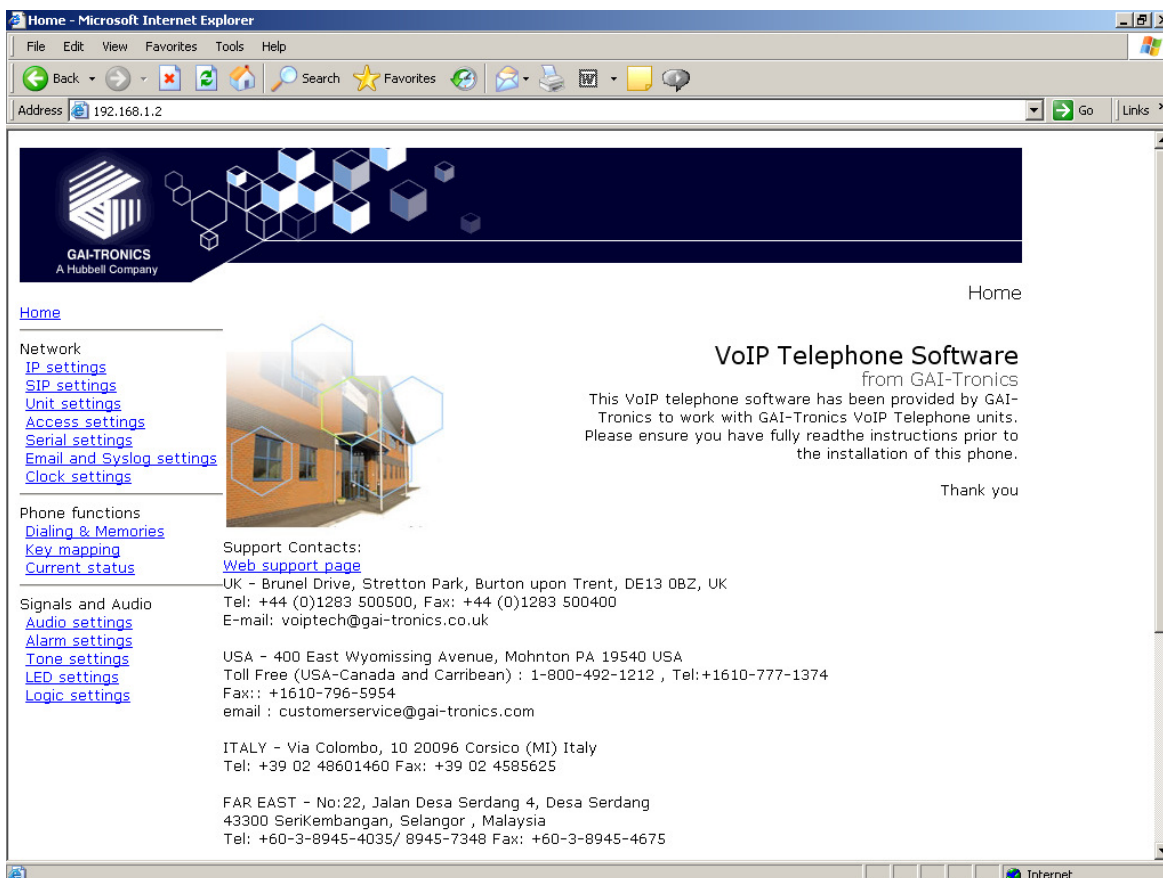 Home - Microsoft Internet Explorer
File Edit View Favorites Tools Help
Back Search Favorites
Address 192.168.1.2 Go Links
GAI-TRONICS
A Hubbell Company
Home
Home
Network
IP settings
SIP settings
Unit settings
Access settings
Serial settings
Email and Syslog settings
Clock settings
Phone functions
Dialing & Memories
Key mapping
Current status
Signals and Audio
Audio settings
Alarm settings
Tone settings
LED settings
Logic settings
VoIP Telephone Software
from GAI-Tronics
This VoIP telephone software has been provided by GAI-
Tronics to work with GAI-Tronics VoIP Telephone units.
Please ensure you have fully readthe instructions prior to
the installation of this phone.
Thank you
Support Contacts:
Web support page
UK - Brunel Drive, Stretton Park, Burton upon Trent, DE13 0BZ, UK
Tel: +44 (0)1283 500500, Fax: +44 (0)1283 500400
E-mail: voiptech@gai-tronics.co.uk
USA - 400 East Wyomissing Avenue, Mohnton PA 19540 USA
Toll Free (USA-Canada and Carribean) : 1-800-492-1212 , Tel:+1610-777-1374
Fax:: +1610-796-5954
email : customerservice@gai-tronics.com
ITALY - Via Colombo, 10 20096 Corsico (MI) Italy
Tel: +39 02 48601460 Fax: +39 02 4585625
FAR EAST - No:22, Jalan Desa Serdang 4, Desa Serdang
43300 SeriKembangan, Selangor , Malaysia
Tel: +60-3-8945-4035/ 8945-7348 Fax: +60-3-8945-4675
Internet